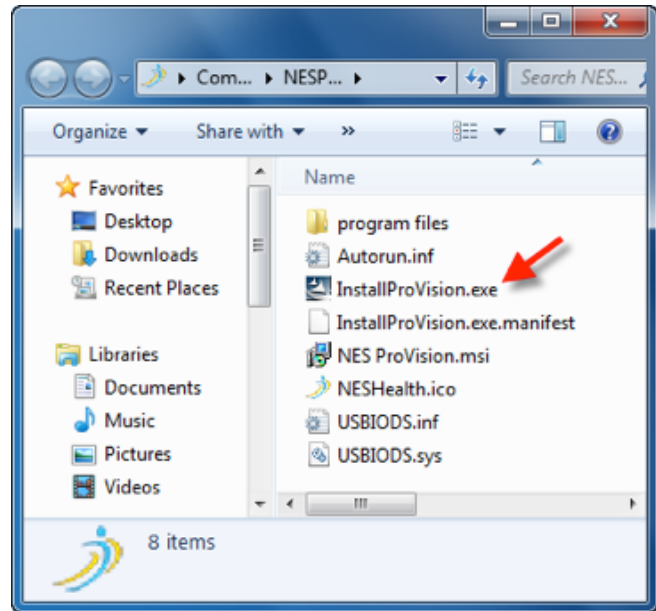 Com... NESP... Search NES...
Organize Share with »
Favorites
Desktop
Downloads
Recent Places
Libraries
Documents
Music
Pictures
Videos
Name
program files
Autorun.inf
InstallProVision.exe
InstallProVision.exe.manifest
NES ProVision.msi
NESHealth.ico
USBIODS.inf
USBIODS.sys
8 items